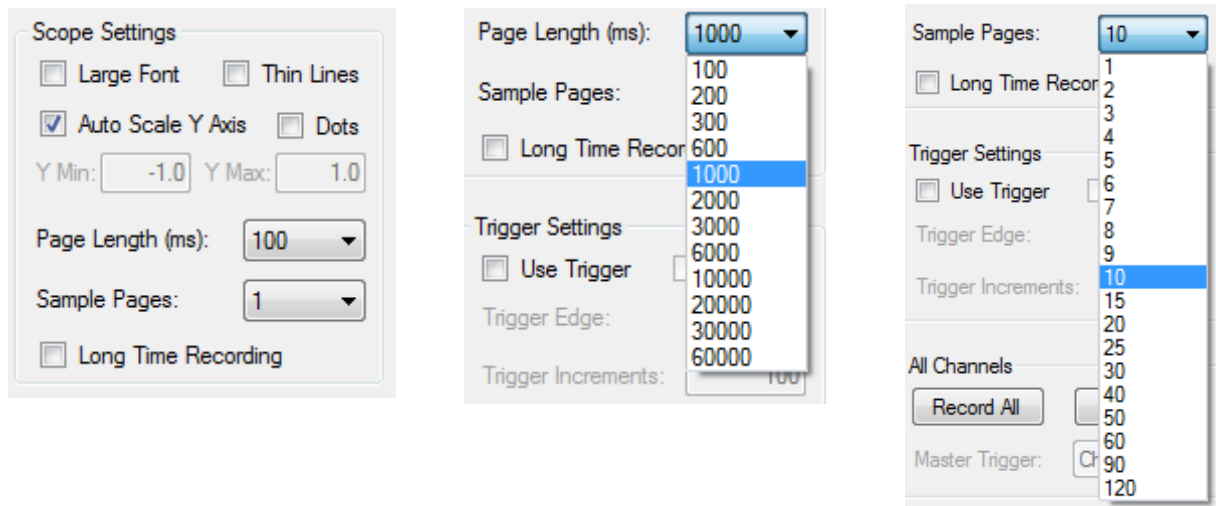 Scope Settings
Large Font Thin Lines
Auto Scale Y Axis Dots
Y Min: -1.0 Y Max: 1.0
Page Length (ms): 100
Sample Pages: 1
Long Time Recording
Page Length (ms): 1000
100
Sample Pages: 200
300
Long Time Recor 600
1000
2000
Trigger Settings 3000
6000
Use Trigger 10000
20000
Trigger Edge: 30000
60000
Trigger Increments: 100
Sample Pages: 10
1
Long Time Recor 2
3
4
Trigger Settings 5
Use Trigger 6
7
Trigger Edge: 8
9
10
Trigger Increments: 15
20
25
All Channels 30
40
Record All 50
60
Master Trigger: Ch 90
120